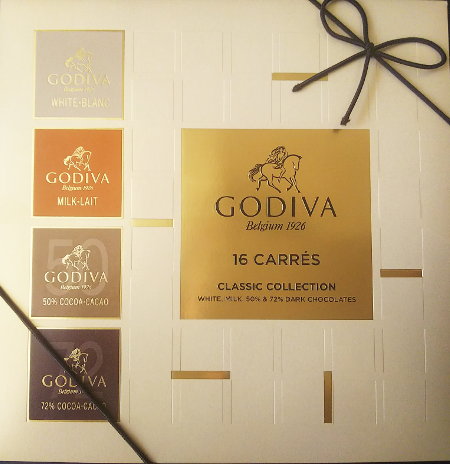 GODIVA
Belgium 1926
WHITE-BLANC
GODIVA
Belgium 1926
MILK-LAIT
50
GODIVA
Belgium 1926
50% COCOA-CACAO
72
GODIVA
Belgium 1926
72% COCOA-CACAO
GODIVA
Belgium 1926
16 CARRÉS
CLASSIC COLLECTION
WHITE, MILK, 50% & 72% DARK CHOCOLATES